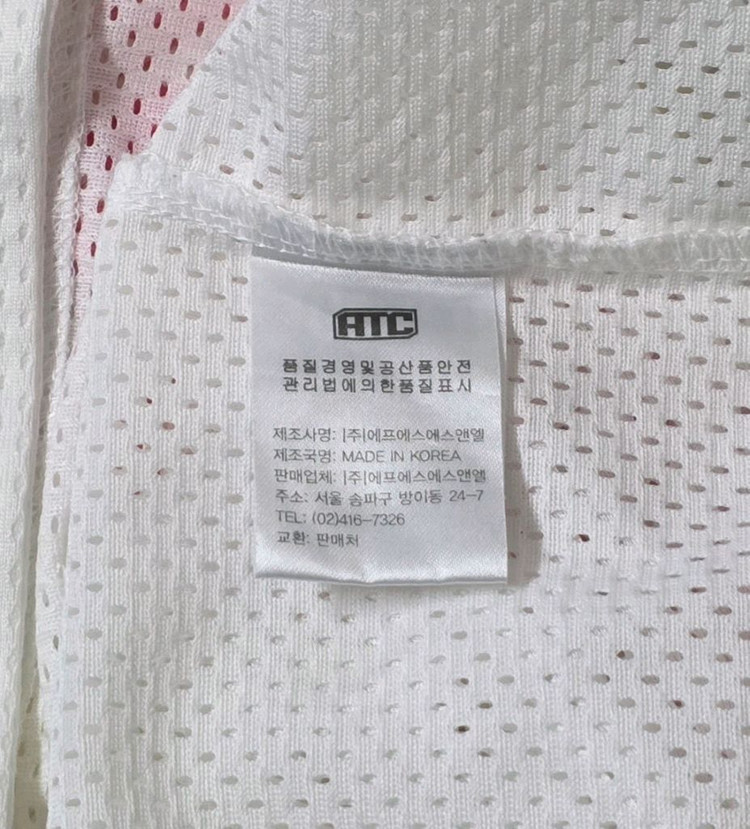 ATC
품질경영및공산품안전
관리법에의한품질표시
제조사명: |주|에프에스에스앤엘
제조국명: MADE IN KOREA
판매업체: |주|에프에스에스앤엘
주소: 서울 송파구 방이동 24-7
TEL: (02)416-7326
교환: 판매처